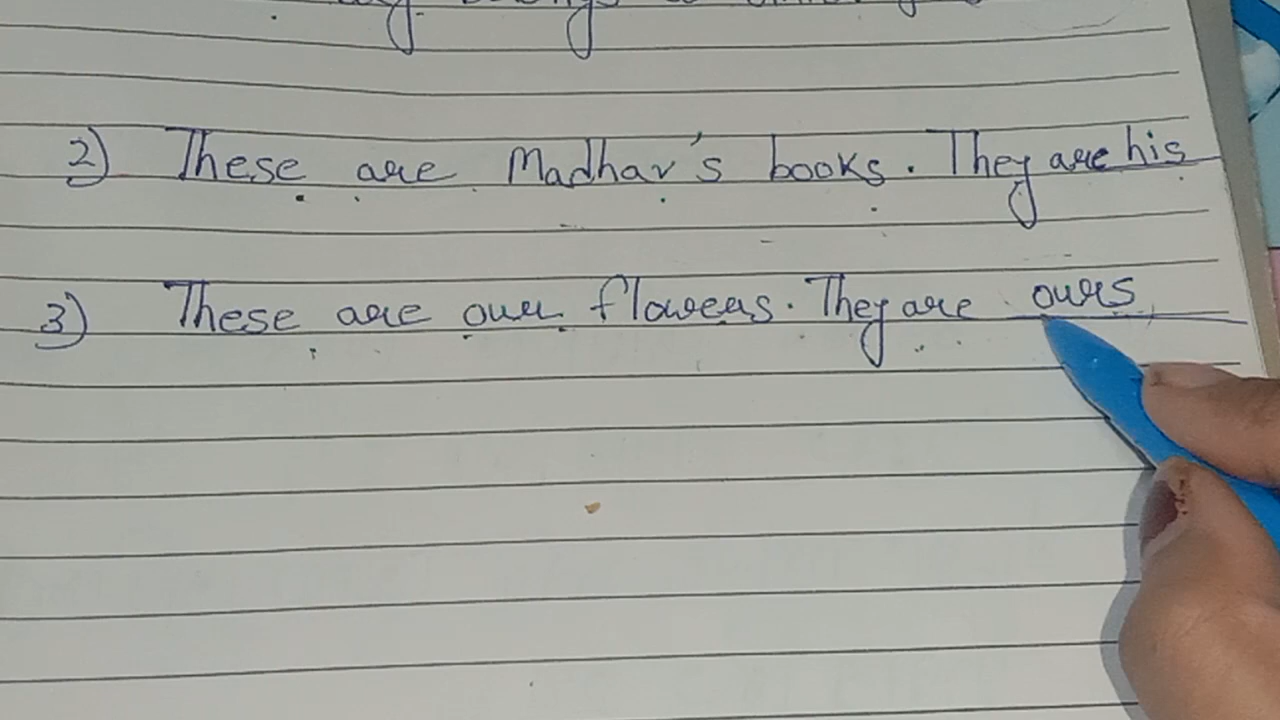 2) These are Madhav's books. They are his
3) These are our flowers. They are ours